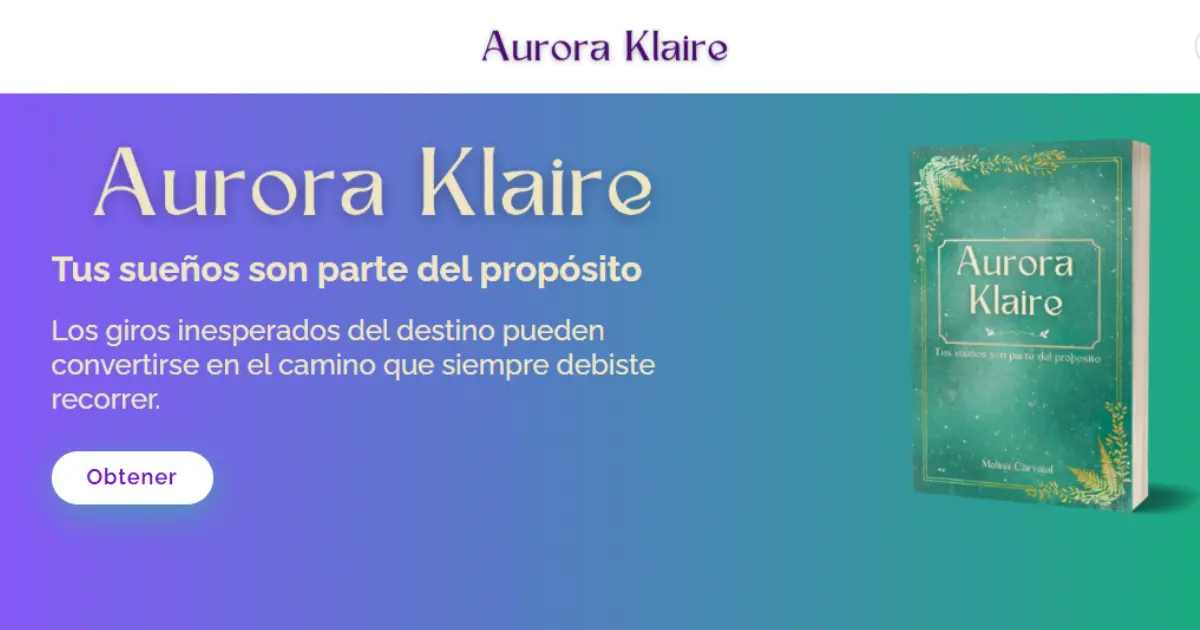 Aurora Klaire
Aurora Klaire
Tus sueños son parte del propósito
Los giros inesperados del destino pueden
convertirse en el camino que siempre debiste
recorrer.
Obtener
Aurora
Klaire
Tus sueños son parte del propósito
Melina Carvajal